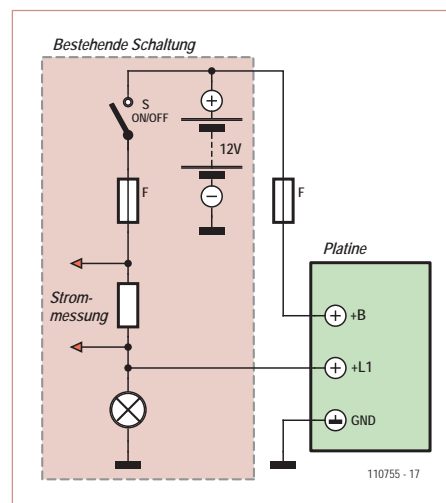 Bestehende Schaltung
S
ON/OFF
12V
F
F
Platine
Strom-
messung
+B
+L1
GND
110755 - 17